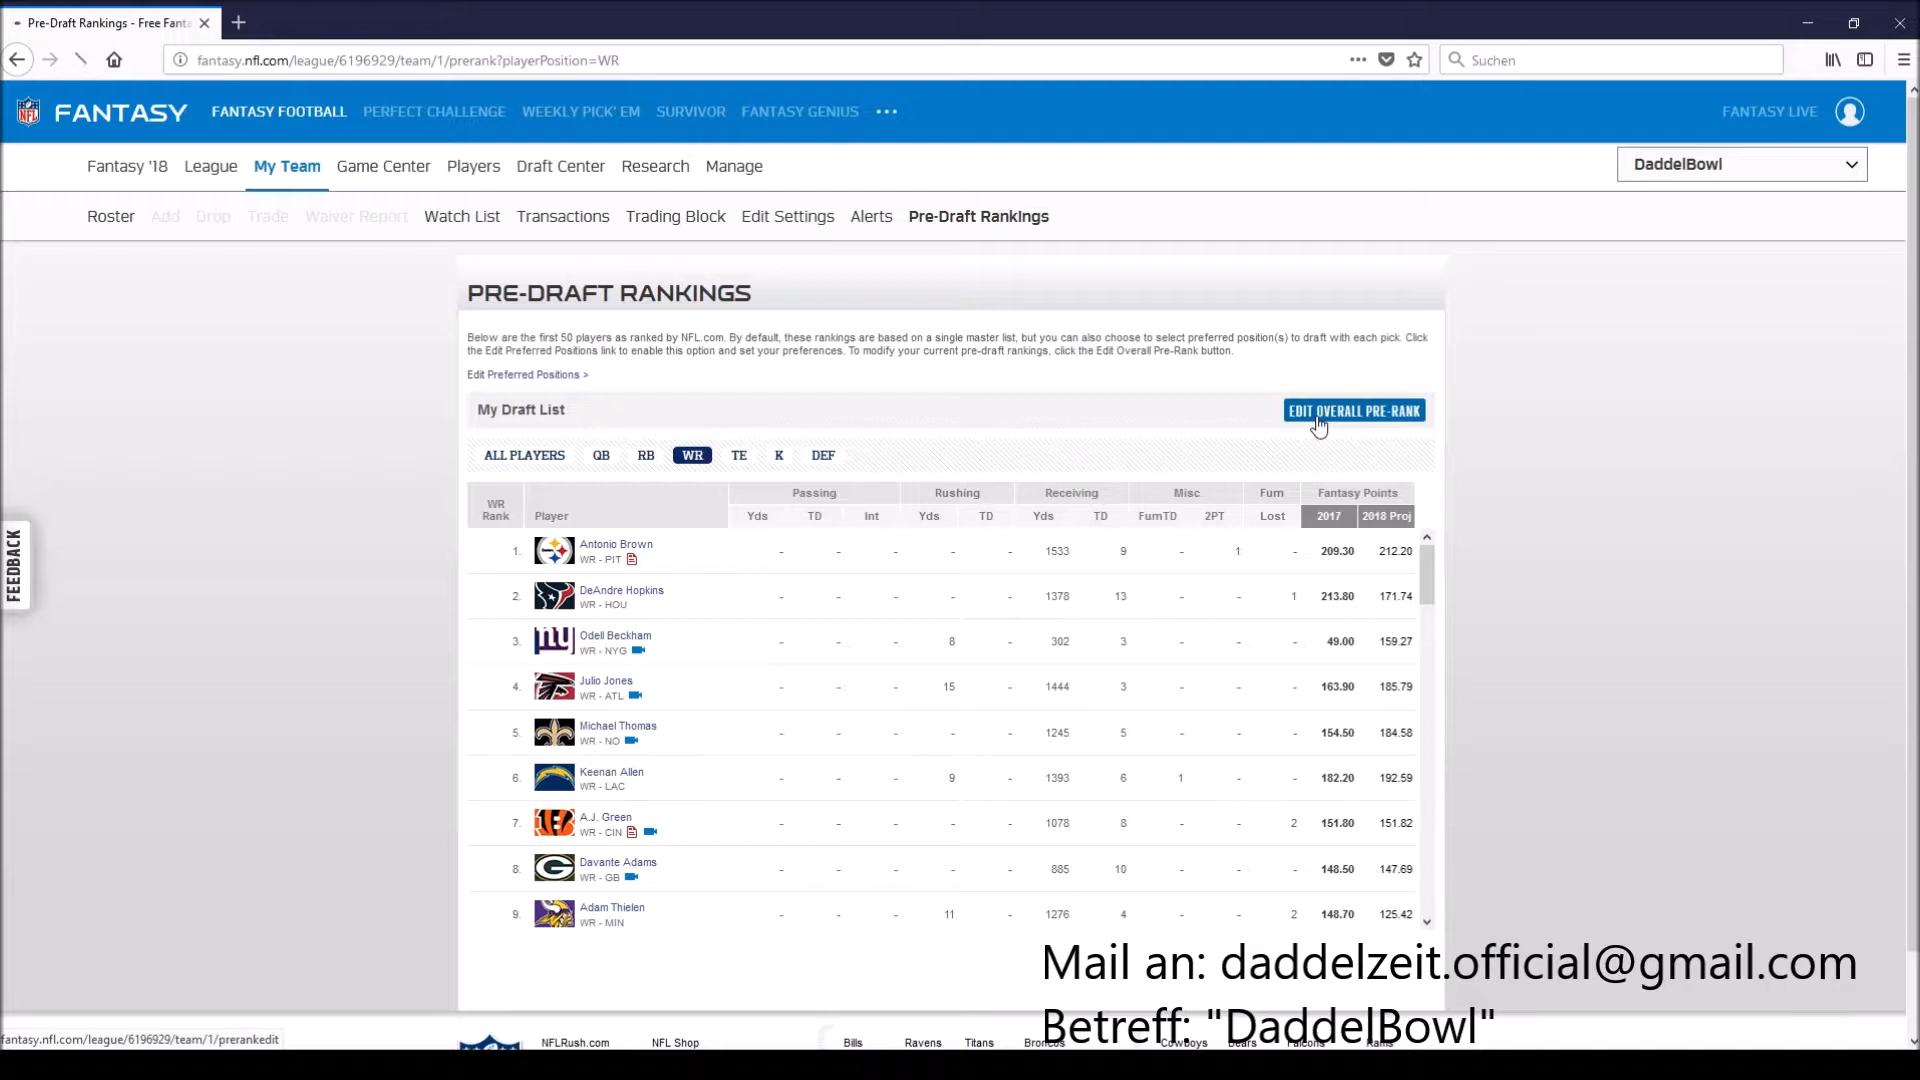 Pre-Draft Rankings - Free Fanta
fantasy.nfl.com/league/6196929/team/1/prerank?playerPosition=WR
Suchen
FANTASY FANTASY FOOTBALL PERFECT CHALLENGE WEEKLY PICK' EM SURVIVOR FANTASY GENIUS ••• FANTASY LIVE
Fantasy '18 League My Team Game Center Players Draft Center Research Manage DaddelBowl
Roster Add Drop Trade Waiver Report Watch List Transactions Trading Block Edit Settings Alerts Pre-Draft Rankings
FEEDBACK
PRE-DRAFT RANKINGS
Below are the first 50 players as ranked by NFL.com. By default, these rankings are based on a single master list, but you can also choose to select preferred position(s) to draft with each pick. Click
the Edit Preferred Positions link to enable this option and set your preferences. To modify your current pre-draft rankings, click the Edit Overall Pre-Rank button.
Edit Preferred Positions >
My Draft List EDIT OVERALL PRE-RANK
ALL PLAYERS QB RB WR TE K DEF
WR Passing Rushing Receiving Misc Fum Fantasy Points
Rank Player Yds TD Int Yds TD Yds TD FumTD 2PT Lost 2017 2018 Proj
1. Antonio Brown - - - - - 1533 9 - 1 - 209.30 212.20
WR - PIT
2. DeAndre Hopkins - - - - - 1378 13 - - 1 213.80 171.74
WR - HOU
3. Odell Beckham - - - 8 - 302 3 - - - 49.00 159.27
WR - NYG
4. Julio Jones - - - 15 - 1444 3 - - - 163.90 185.79
WR - ATL
5. Michael Thomas - - - - - 1245 5 - - - 154.50 184.58
WR - NO
6. Keenan Allen - - - 9 - 1393 6 1 - - 182.20 192.59
WR - LAC
7. A.J. Green - - - - - 1078 8 - - 2 151.80 151.82
WR - CIN
8. Davante Adams - - - - - 885 10 - - - 148.50 147.69
WR - GB
9. Adam Thielen - - - 11 - 1276 4 - - 2 148.70 125.42
WR - MIN
Mail an: daddelzeit.official@gmail.com
Betreff: "DaddelBowl"
fantasy.nfl.com/league/6196929/team/1/prerankedit
NFLRush.com NFL Shop Bills Ravens Titans Broncos Cowboys Bears Falcons Rams